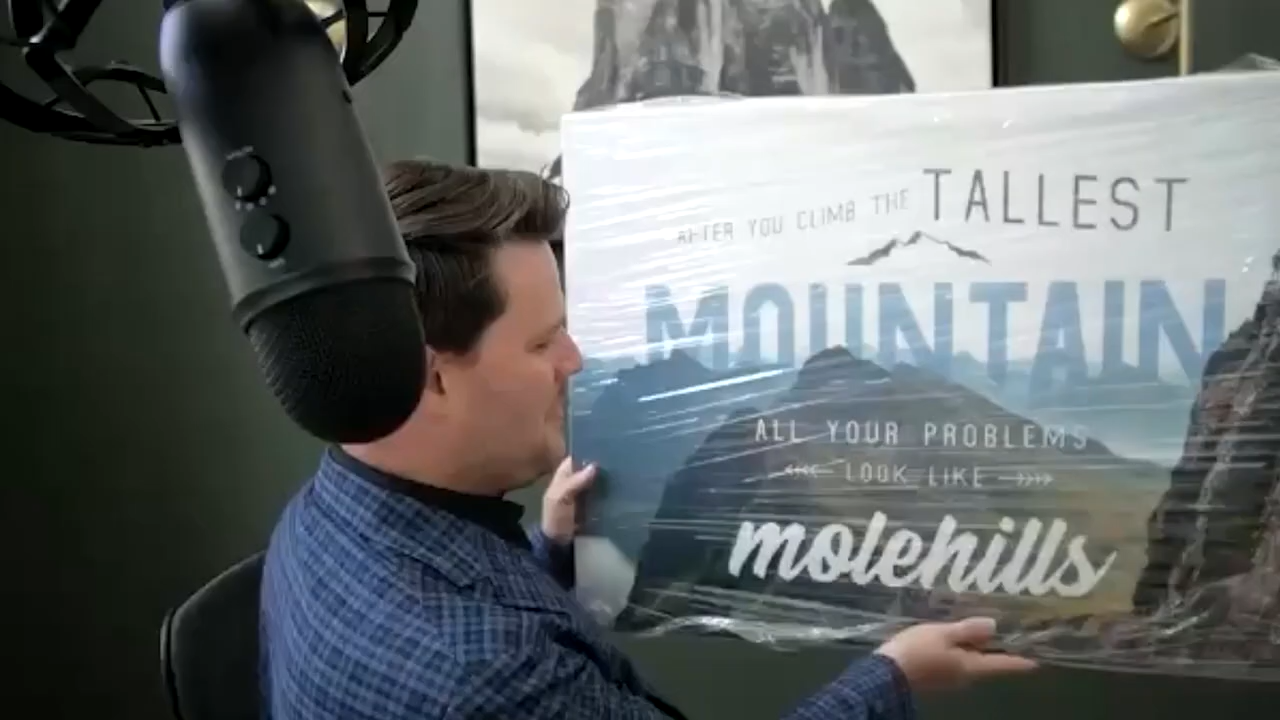 AFTER YOU CLIMB THE TALLEST
MOUNTAIN
ALL YOUR PROBLEMS
LOOK LIKE
molehills